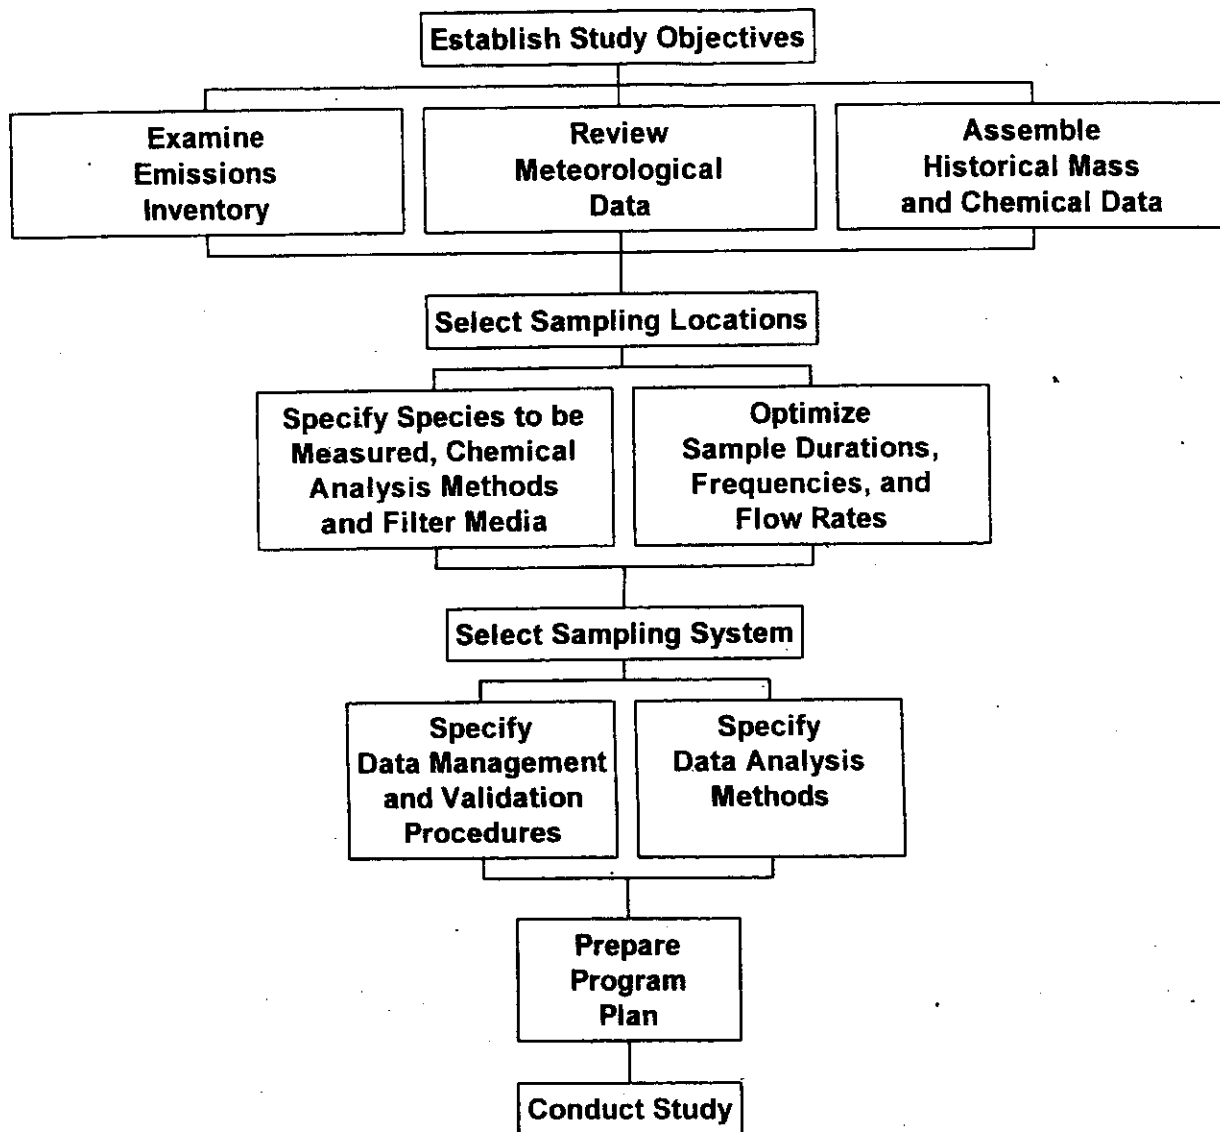 Establish Study Objectives
Examine
Emissions
Inventory
Review
Meteorological
Data
Assemble
Historical Mass
and Chemical Data
Select Sampling Locations
Specify Species to be
Measured, Chemical
Analysis Methods
and Filter Media
Optimize
Sample Durations,
Frequencies, and
Flow Rates
Select Sampling System
Specify
Data Management
and Validation
Procedures
Specify
Data Analysis
Methods
Prepare
Program
Plan
Conduct Study